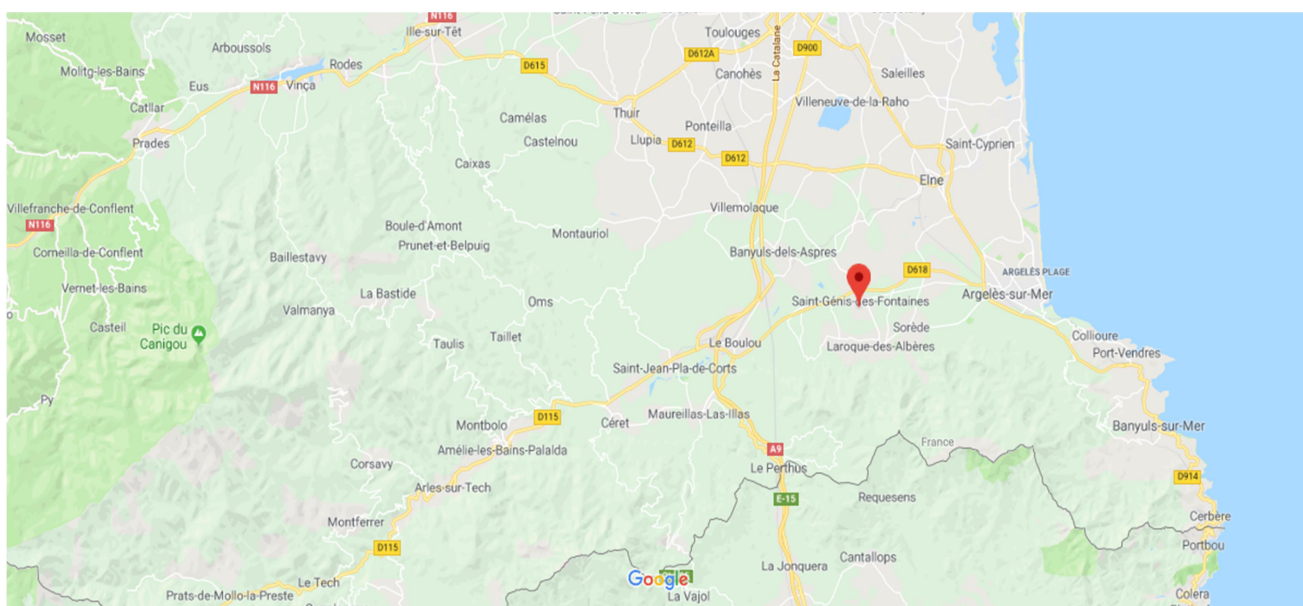 N116
Mosset
Ille-sur-Têt
Toulouges
D900
Arboussols
D612A
La Catalane
Rodes
D615
Canohès
Saleilles
Molitg-les-Bains
Eus
N116
Vinça
Villeneuve-de-la-Raho
Catllar
Thuir
Camélas
Ponteilla
Prades
Castelnou
Llupia
D612
D612
Saint-Cyprien
Caixas
Elne
Villefranche-de-Conflent
Villemolaque
N116
Boule-d'Amont
Montauriol
Corneilla-de-Conflent
Prunet-et-Belpuig
Banyuls-dels-Aspres
Baillestavy
D618
ARGELÈS PLAGE
Vernet-les-Bains
La Bastide
Oms
Saint-Génis-des-Fontaines
Argelès-sur-Mer
Valmanya
Casteil
Pic du
Canigou
Taulis
Taillet
Sorède
Collioure
Le Boulou
Laroque-des-Albères
Port-Vendres
Saint-Jean-Pla-de-Corts
Py
D115
Maureillas-Las-Illas
Montbolo
Céret
Banyuls-sur-Mer
Amélie-les-Bains-Palalda
A9
France
Corsavy
Le Perthus
D914
Arles-sur-Tech
E-15
Requesens
Montferrer
Cerbère
D115
Portbou
Cantallops
La Jonquera
Le Tech
Google
Prats-de-Mollo-la-Preste
La Vajol
Colera